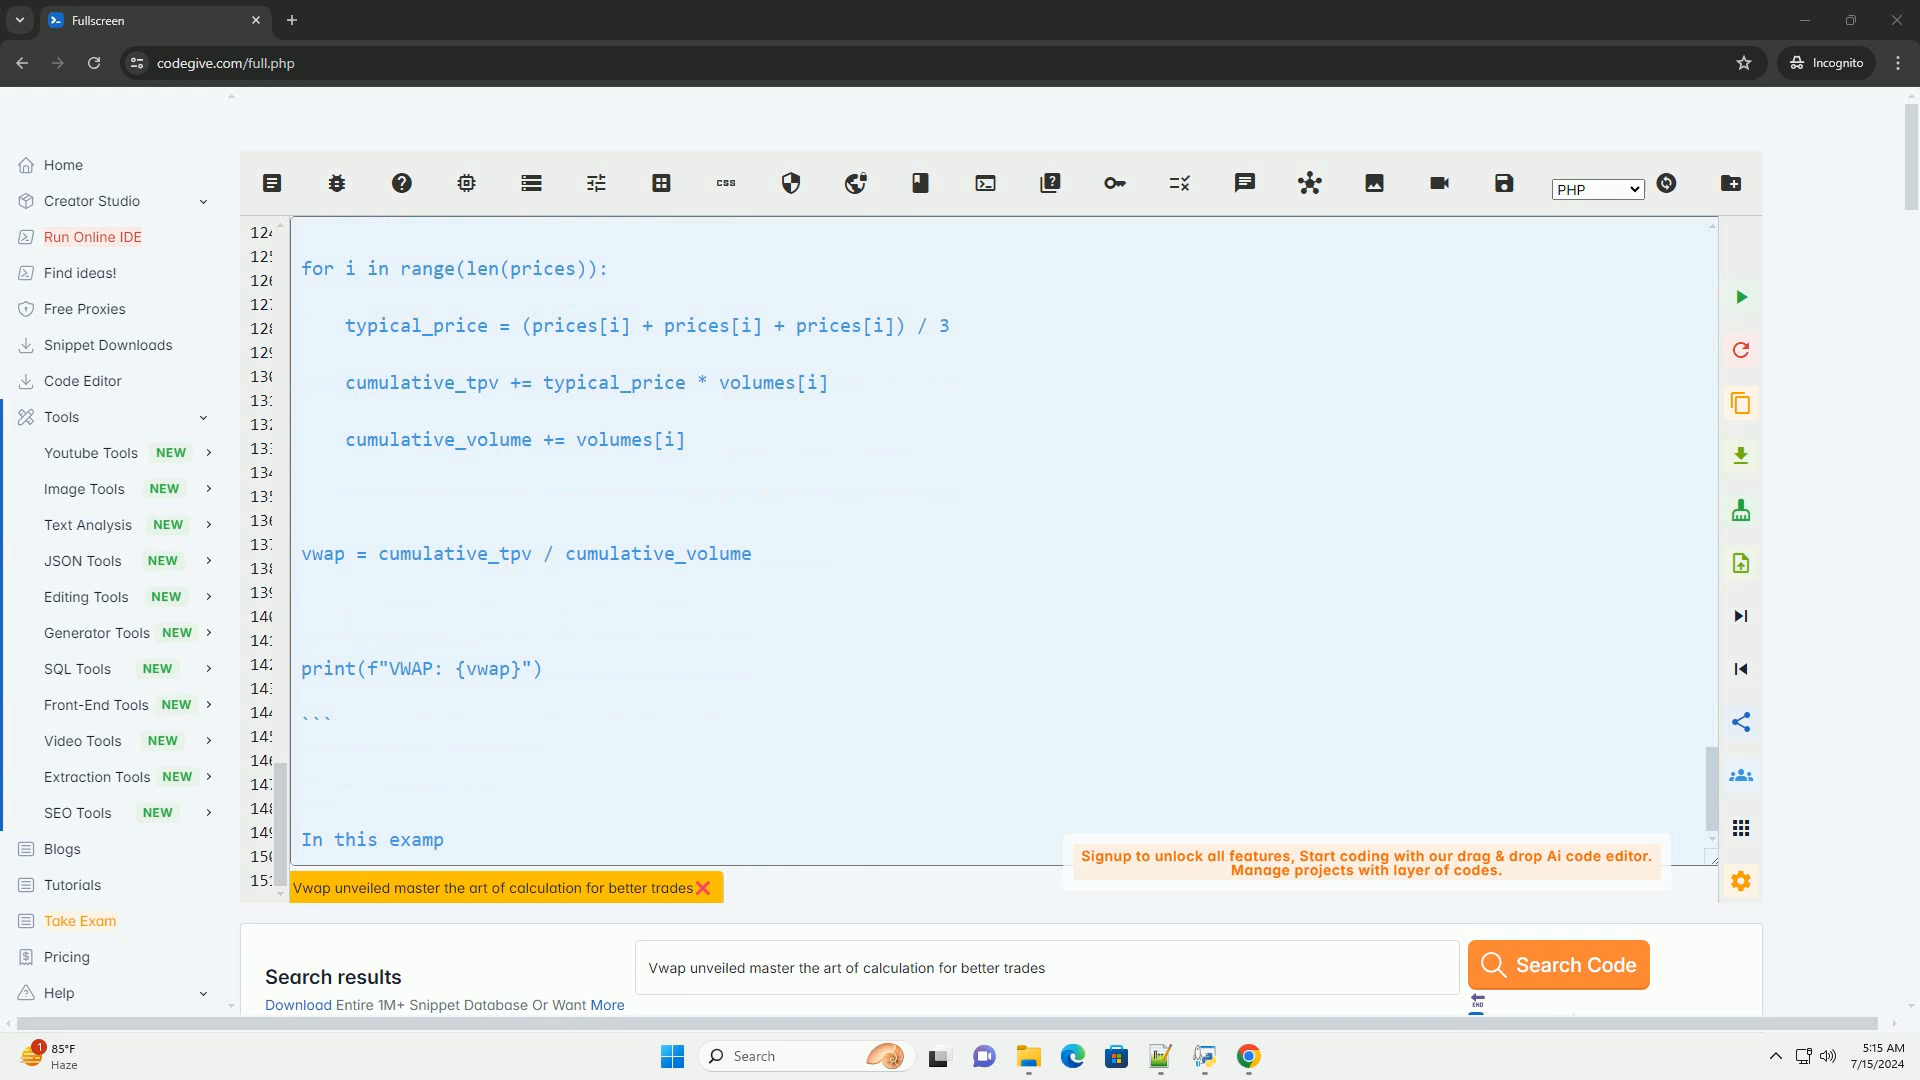 Fullscreen
codegive.com/full.php
Incognito
Home
Creator Studio
Run Online IDE
Find ideas!
Free Proxies
Snippet Downloads
Code Editor
Tools
Youtube Tools NEW
Image Tools NEW
Text Analysis NEW
JSON Tools NEW
Editing Tools NEW
Generator Tools NEW
SQL Tools NEW
Front-End Tools NEW
Video Tools NEW
Extraction Tools NEW
SEO Tools NEW
Blogs
Tutorials
Take Exam
Pricing
Help
css
PHP
for i in range(len(prices)):
typical_price = (prices[i] + prices[i] + prices[i]) / 3
cumulative_tpv += typical_price * volumes[i]
cumulative_volume += volumes[i]
vwap = cumulative_tpv / cumulative_volume
print(f"VWAP: {vwap}")
```
In this examp
Signup to unlock all features, Start coding with our drag & drop Ai code editor.
Manage projects with layer of codes.
Vwap unveiled master the art of calculation for better trades
Search results
Download Entire 1M+ Snippet Database Or Want More
Vwap unveiled master the art of calculation for better trades
Search Code
END
1
85°F
Haze
Search
5:15 AM
7/15/2024